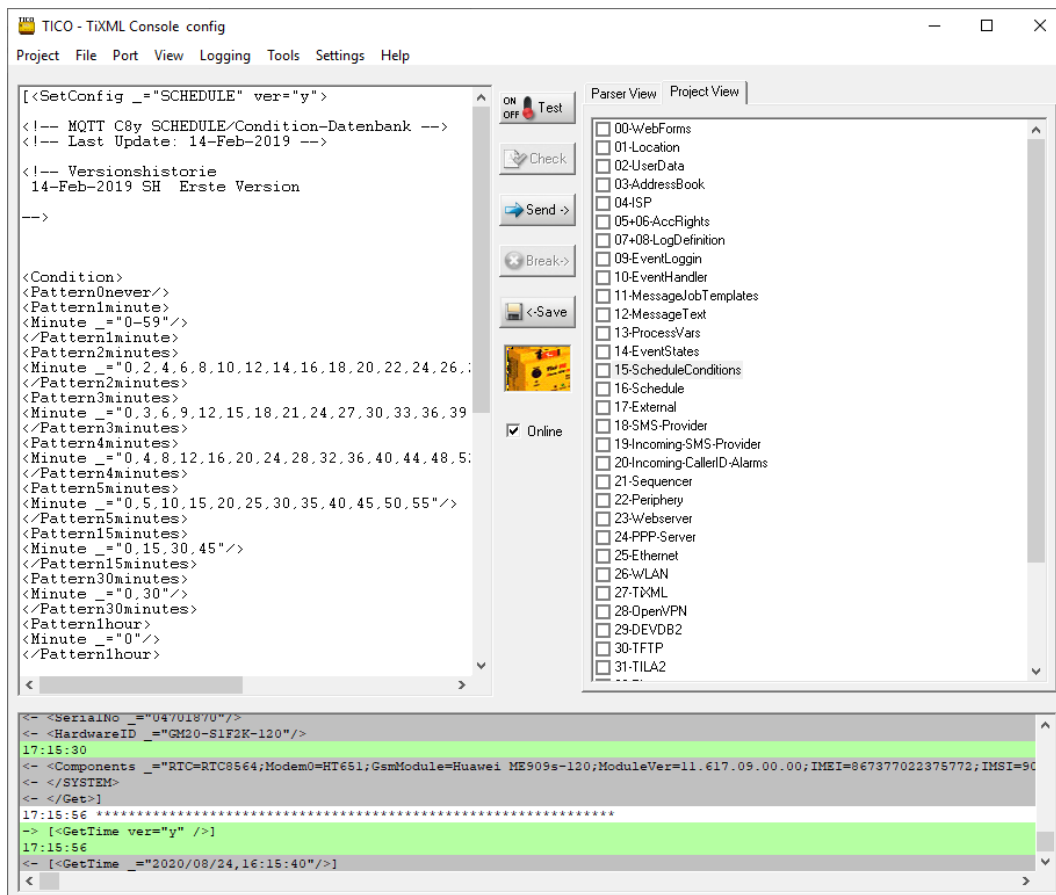 TICO - TiXML Console config
Project File Port View Logging Tools Settings Help
[<SetConfig _="SCHEDULE" ver="y">
<!-- MQTT C8y SCHEDULE/Condition-Datenbank -->
<!-- Last Update: 14-Feb-2019 -->
<!-- Versionshistorie
14-Feb-2019 SH Erste Version
-->
<Condition>
<Pattern0never/>
<Pattern1minute>
<Minute _="0-59"/>
</Pattern1minute>
<Pattern2minutes>
<Minute _="0,2,4,6,8,10,12,14,16,18,20,22,24,26,
</Pattern2minutes>
<Pattern3minutes>
<Minute _="0,3,6,9,12,15,18,21,24,27,30,33,36,39
</Pattern3minutes>
<Pattern4minutes>
<Minute _="0,4,8,12,16,20,24,28,32,36,40,44,48,5
</Pattern4minutes>
<Pattern5minutes>
<Minute _="0,5,10,15,20,25,30,35,40,45,50,55"/>
</Pattern5minutes>
<Pattern15minutes>
<Minute _="0,15,30,45"/>
</Pattern15minutes>
<Pattern30minutes>
<Minute _="0,30"/>
</Pattern30minutes>
<Pattern1hour>
<Minute _="0"/>
</Pattern1hour>
ON
OFF Test
Check
Send ->
Break->
<-Save
Online
Parser View Project View
00-WebForms
01-Location
02-UserData
03-AddressBook
04-ISP
05+06-AccRights
07+08-LogDefinition
09-EventLoggin
10-EventHandler
11-MessageJobTemplates
12-MessageText
13-ProcessVars
14-EventStates
15-ScheduleConditions
16-Schedule
17-External
18-SMS-Provider
19-Incoming-SMS-Provider
20-Incoming-CallerID-Alarms
21-Sequencer
22-Periphery
23-Webserver
24-PPP-Server
25-Ethernet
26-WLAN
27-TiXML
28-OpenVPN
29-DEVDB2
30-TFTP
31-TILA2
<- <SerialNo _="04701870"/>
<- <HardwareID _="GM20-S1F2K-120"/>
17:15:30
<- <Components _="RTC=RTC8564;Modem0=HT651;GsmModule=Huawei ME909s-120;ModuleVer=11.617.09.00.00;IMEI=867377022375772;IMSI=90
<- </SYSTEM>
<- </Get>]
17:15:56 ****************************************************************
-> [<GetTime ver="y" />]
17:15:56
<- [<GetTime _="2020/08/24,16:15:40"/>]